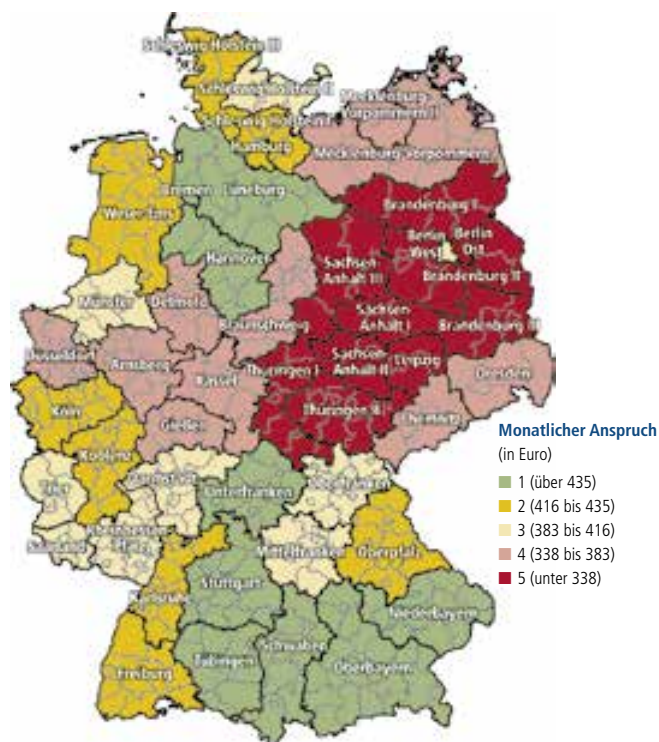 Schleswig Holstein III
Schleswig Holstein II
Mecklenburg-
Vorpommern II
Schleswig Holstein I
Hamburg
Mecklenburg-Vorpommern
Bremen
Lüneburg
Weser-Ems
Brandenburg I
Berlin
West
Berlin
Ost
Hannover
Sachsen-
Anhalt III
Brandenburg II
Münster
Detmold
Braunschweig
Sachsen-
Anhalt I
Brandenburg III
Düsseldorf
Arnsberg
Kassel
Thüringen I
Sachsen-
Anhalt II
Leipzig
Dresden
Köln
Gießen
Thüringen II
Chemnitz
Koblenz
Monatlicher Anspruch
(in Euro)
Trier
Darmstadt
Unterfranken
Oberfranken
1 (über 435)
2 (416 bis 435)
Saarland
Rheinhessen-
Pfalz
Mittelfranken
Oberpfalz
3 (383 bis 416)
4 (338 bis 383)
5 (unter 338)
Karlsruhe
Stuttgart
Niederbayern
Freiburg
Tübingen
Schwaben
Oberbayern